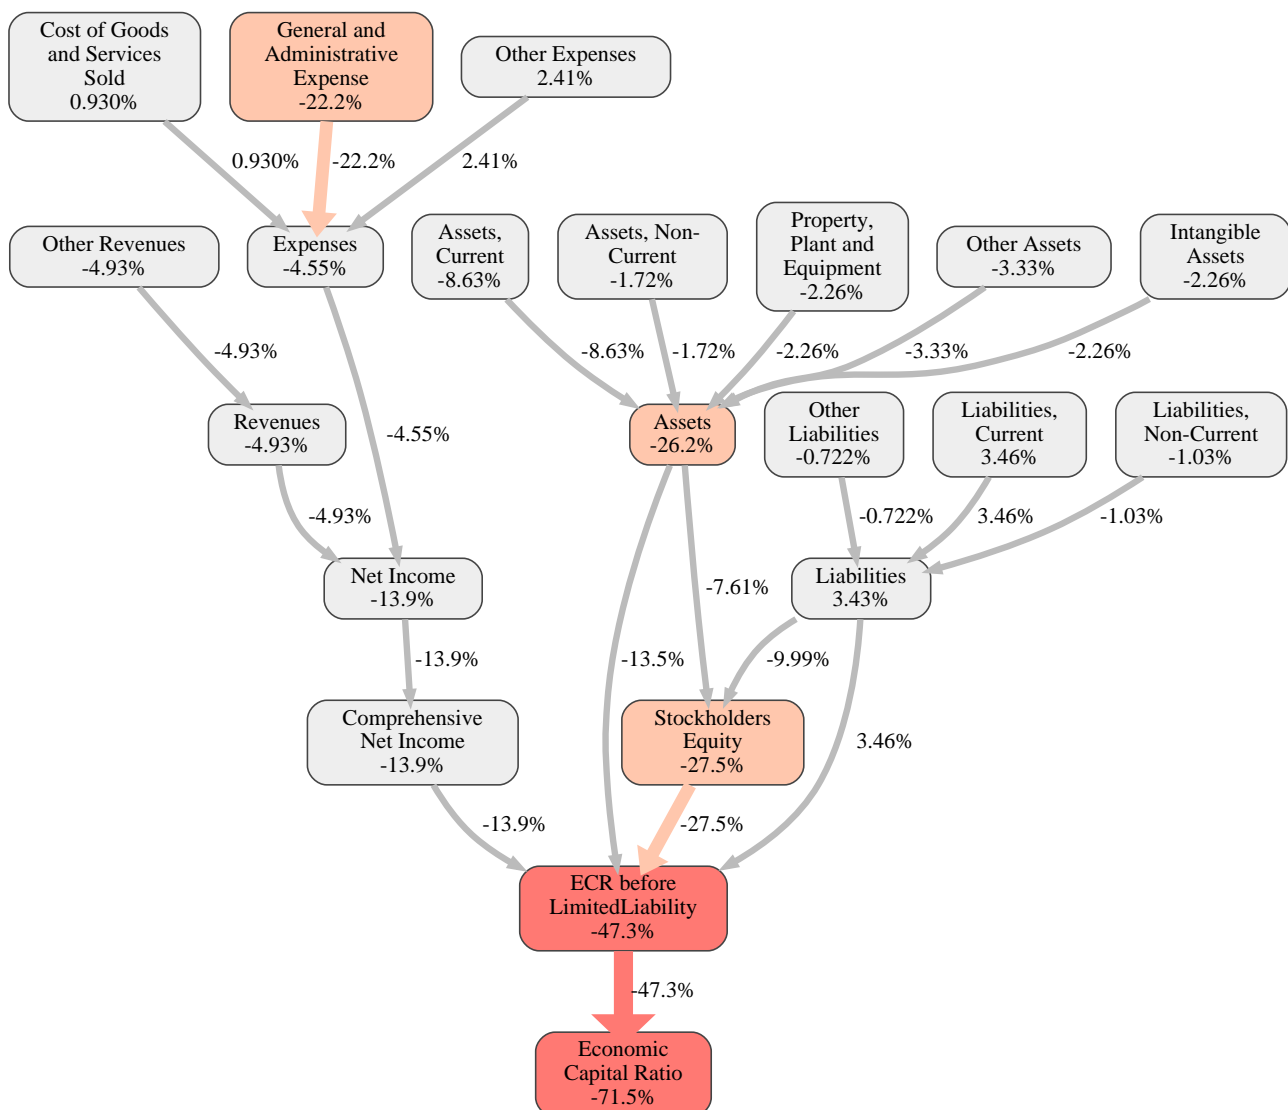 Cost of Goods
and Services
Sold
0.930%
General and
Administrative
Expense
-22.2%
Other Expenses
2.41%
0.930%
-22.2%
2.41%
Other Revenues
-4.93%
Expenses
-4.55%
Assets,
Current
-8.63%
Assets, Non-
Current
-1.72%
Property,
Plant and
Equipment
-2.26%
Other Assets
-3.33%
Intangible
Assets
-2.26%
-4.93%
-8.63%
-1.72%
-2.26%
-3.33%
-2.26%
Revenues
-4.93%
-4.55%
Assets
-26.2%
Other
Liabilities
-0.722%
Liabilities,
Current
3.46%
Liabilities,
Non-Current
-1.03%
-4.93%
-0.722%
3.46%
-1.03%
Net Income
-13.9%
-7.61%
Liabilities
3.43%
-13.9%
-13.5%
-9.99%
Comprehensive
Net Income
-13.9%
Stockholders
Equity
-27.5%
3.46%
-13.9%
-27.5%
ECR before
LimitedLiability
-47.3%
-47.3%
Economic
Capital Ratio
-71.5%